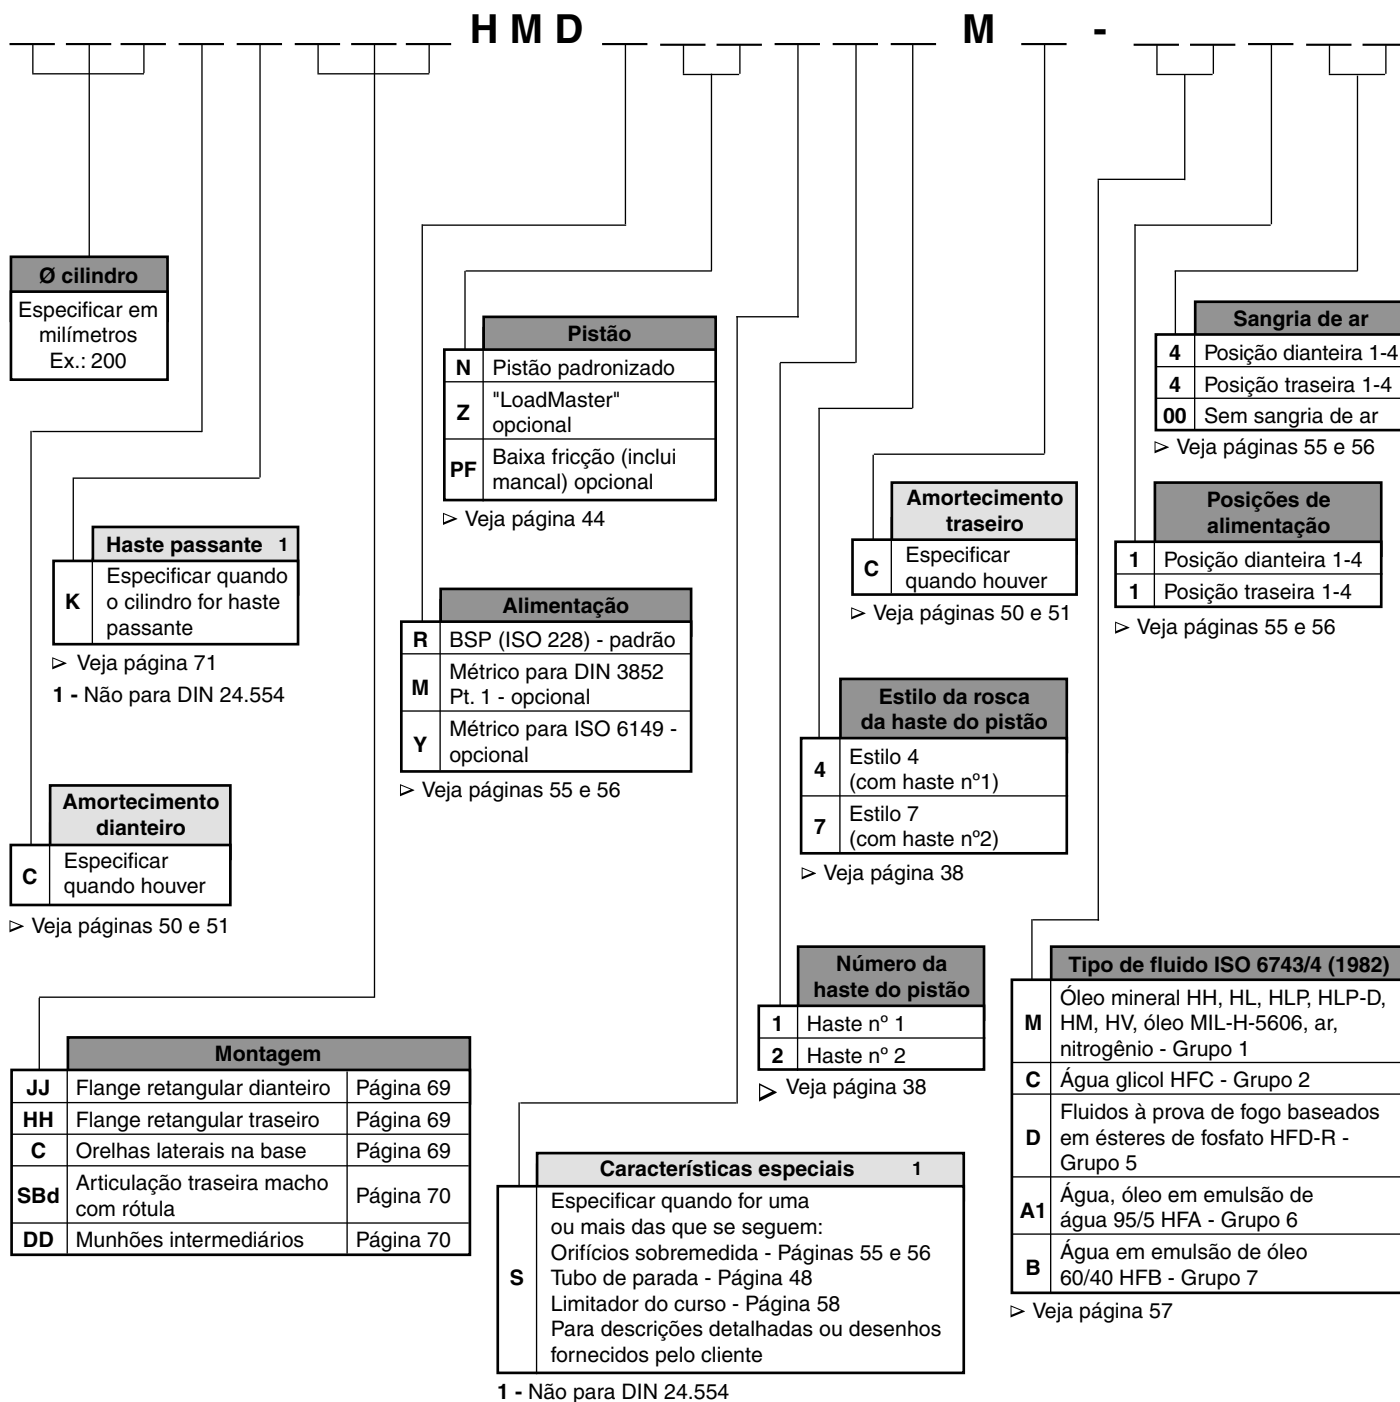 H M D M -
Ø cilindro
Especificar em
milímetros
Ex.: 200
Haste passante 1
K Especificar quando
o cilindro for haste
passante
▷ Veja página 71
1 - Não para DIN 24.554
Amortecimento
dianteiro
C Especificar
quando houver
▷ Veja páginas 50 e 51
Montagem
JJ Flange retangular dianteiro Página 69
HH Flange retangular traseiro Página 69
C Orelhas laterais na base Página 69
SBd Articulação traseira macho
com rótula Página 70
DD Munhões intermediários Página 70
Pistão
N Pistão padronizado
Z "LoadMaster"
opcional
PF Baixa fricção (inclui
mancal) opcional
▷ Veja página 44
Alimentação
R BSP (ISO 228) - padrão
M Métrico para DIN 3852
Pt. 1 - opcional
Y Métrico para ISO 6149 -
opcional
▷ Veja páginas 55 e 56
Características especiais 1
S Especificar quando for uma
ou mais das que se seguem:
Orifícios sobremedida - Páginas 55 e 56
Tubo de parada - Página 48
Limitador do curso - Página 58
Para descrições detalhadas ou desenhos
fornecidos pelo cliente
1 - Não para DIN 24.554
Número da
haste do pistão
1 Haste nº 1
2 Haste nº 2
▷ Veja página 38
Estilo da rosca
da haste do pistão
4 Estilo 4
(com haste nº1)
7 Estilo 7
(com haste nº2)
▷ Veja página 38
Amortecimento
traseiro
C Especificar
quando houver
▷ Veja páginas 50 e 51
Tipo de fluido ISO 6743/4 (1982)
M Óleo mineral HH, HL, HLP, HLP-D,
HM, HV, óleo MIL-H-5606, ar,
nitrogênio - Grupo 1
C Água glicol HFC - Grupo 2
D Fluidos à prova de fogo baseados
em ésteres de fosfato HFD-R -
Grupo 5
A1 Água, óleo em emulsão de
água 95/5 HFA - Grupo 6
B Água em emulsão de óleo
60/40 HFB - Grupo 7
▷ Veja página 57
Posições de
alimentação
1 Posição dianteira 1-4
1 Posição traseira 1-4
▷ Veja páginas 55 e 56
Sangria de ar
4 Posição dianteira 1-4
4 Posição traseira 1-4
00 Sem sangria de ar
▷ Veja páginas 55 e 56